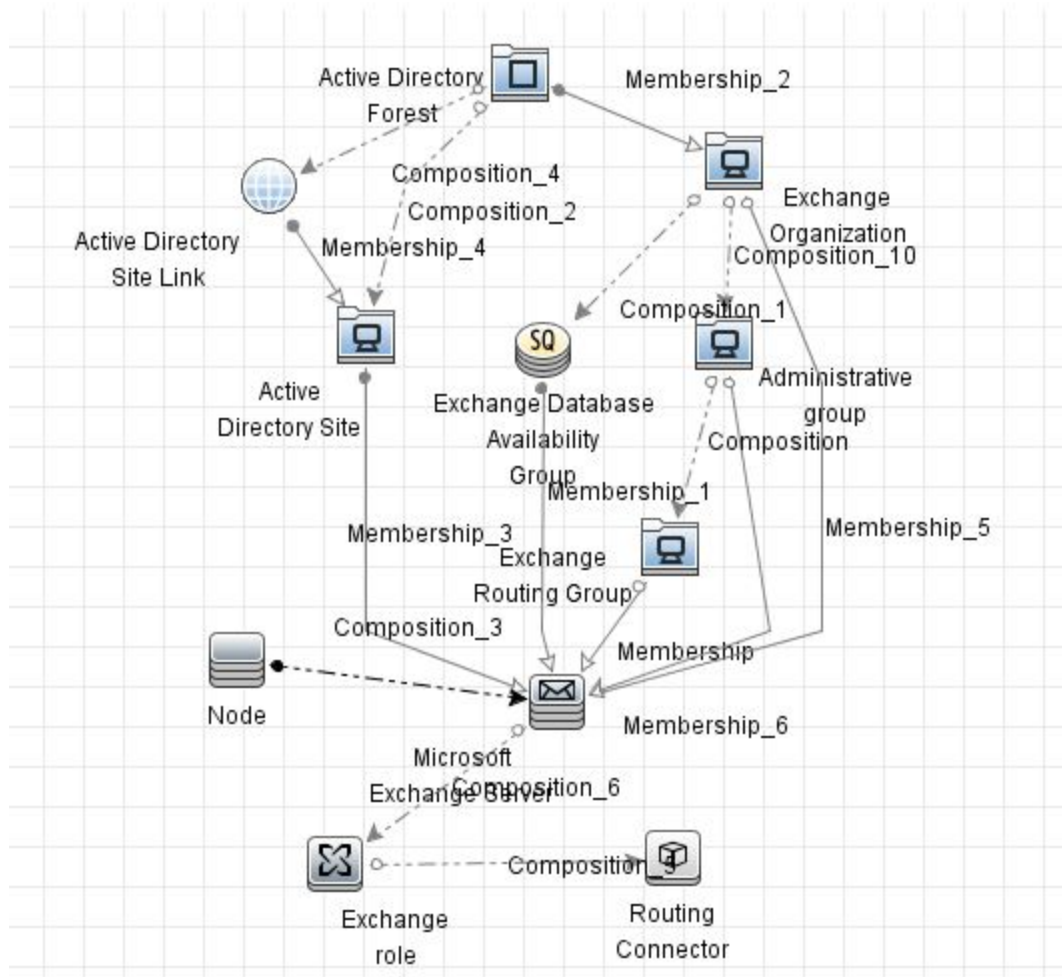 Active Directory
Forest
Membership_2
Composition_4
Exchange
Organization
Composition_2
Active Directory
Site Link
Membership_4
Composition_10
Composition_1
SQ
Active
Directory Site
Exchange Database
Availability
Group
Administrative
group
Composition
Membership_1
Membership_3
Exchange
Routing Group
Membership_5
Composition_3
Membership
Node
Membership_6
Microsoft
Exchange Server
Composition_6
Exchange
role
Routing
Connector